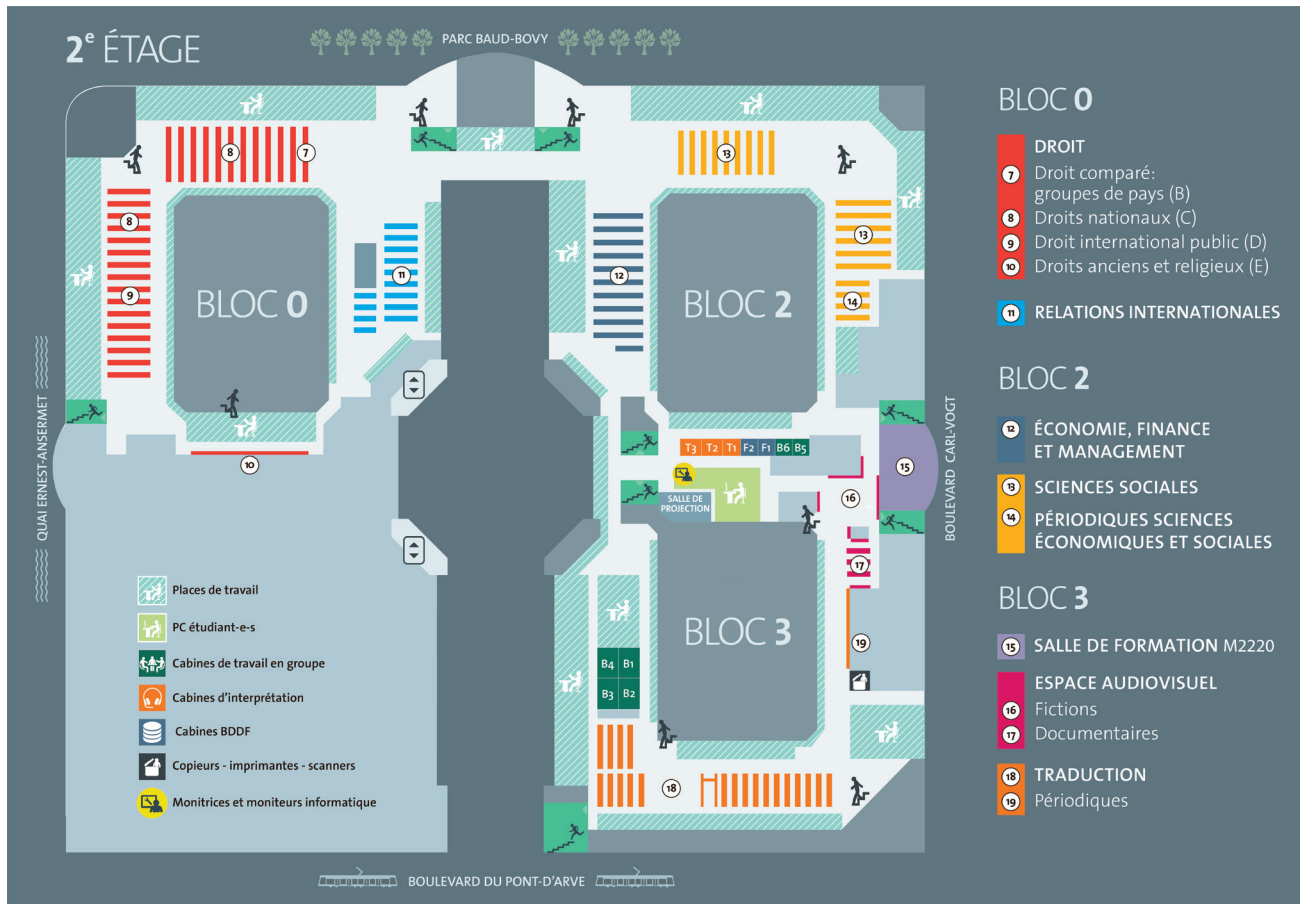 2e ÉTAGE
PARC BAUD-BOVY
8
7
13
8
9
11
12
13
14
BLOC 0
BLOC 2
QUAI ERNEST-ANSERMET
10
T3 T2 T1 F2 F1 B6 B5
SALLE DE
PROJECTION
15
16
BOULEVARD CARL-VOGT
17
BLOC 3
19
B4 B1
B3 B2
18
Places de travail
PC étudiant-e-s
Cabines de travail en groupe
Cabines d'interprétation
Cabines BDDF
Copieurs - imprimantes - scanners
Monitrices et moniteurs informatique
BOULEVARD DU PONT-D'ARVE
BLOC 0
DROIT
7 Droit comparé:
groupes de pays (B)
8 Droits nationaux (C)
9 Droit international public (D)
10 Droits anciens et religieux (E)
11 RELATIONS INTERNATIONALES
BLOC 2
12 ÉCONOMIE, FINANCE
ET MANAGEMENT
13 SCIENCES SOCIALES
14 PÉRIODIQUES SCIENCES
ÉCONOMIQUES ET SOCIALES
BLOC 3
15 SALLE DE FORMATION M2220
ESPACE AUDIOVISUEL
16 Fictions
17 Documentaires
18 TRADUCTION
19 Périodiques